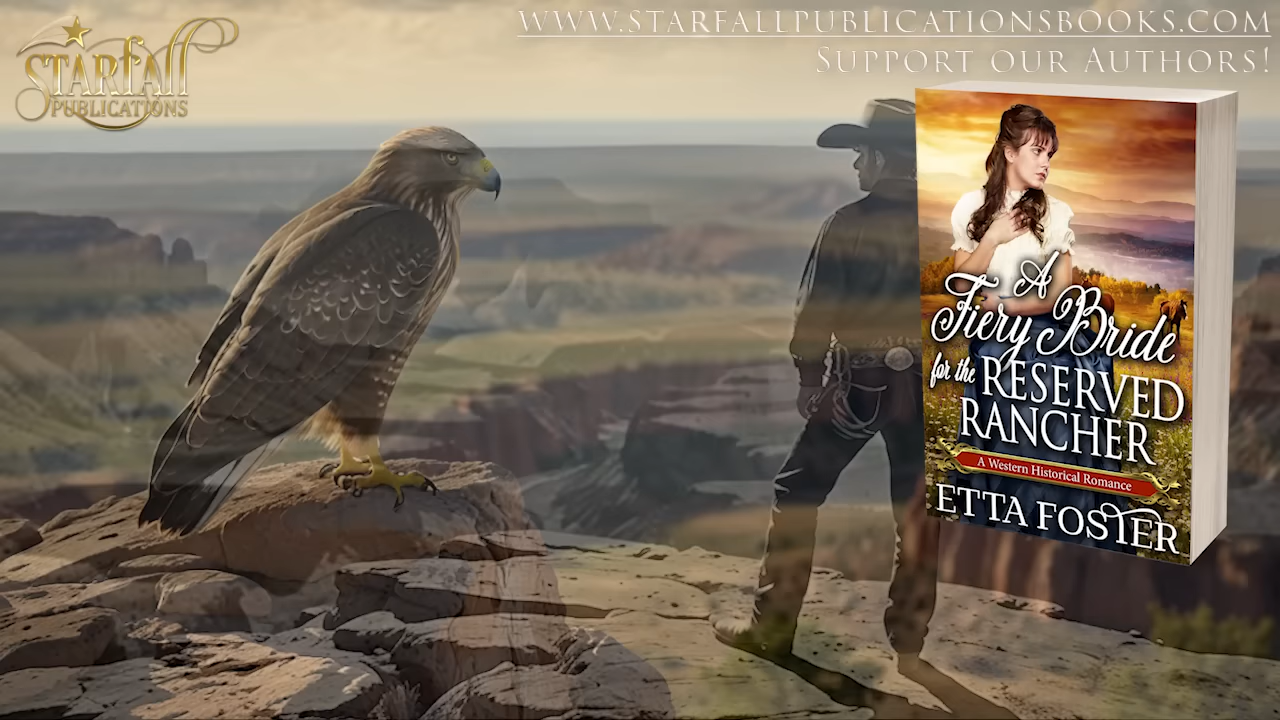 STARfall
PUBLICATIONS
www.starfallpublicationsbooks.com
Support our Authors!
A
Fiery Bride
for the RESERVED
RANCHER
A Western Historical Romance
ETTA FOSTER